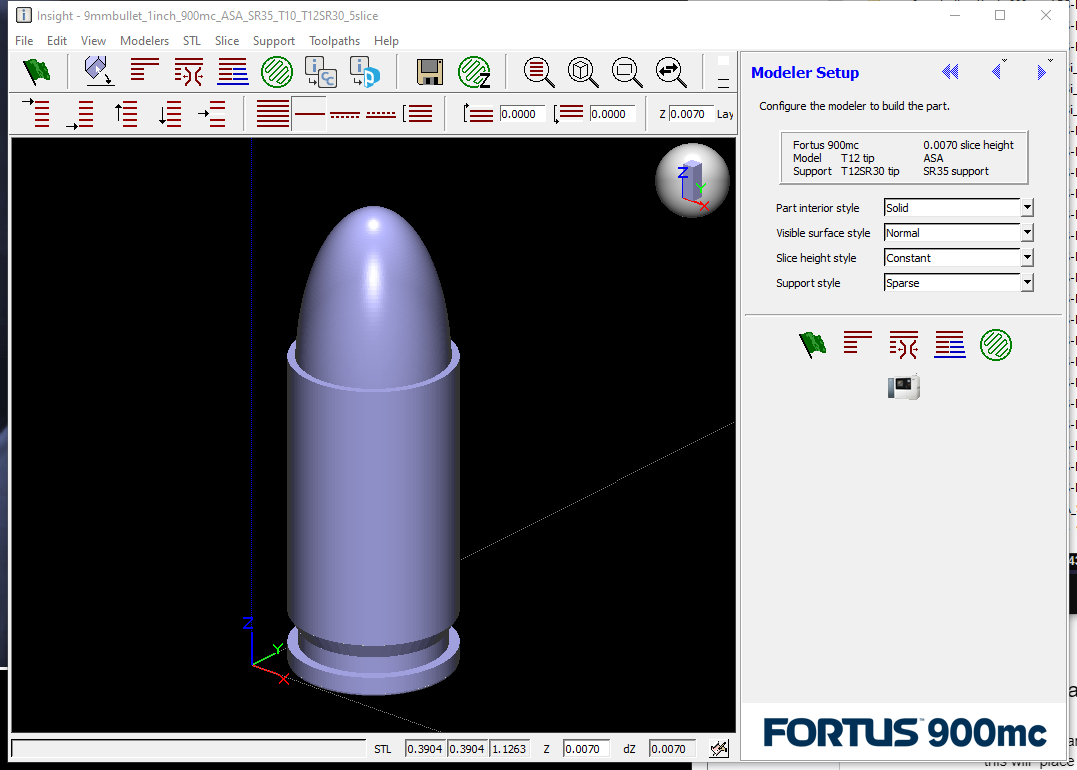 Insight - 9mmbullet_1inch_900mc_ASA_SR35_T10_T12SR30_5slice
File Edit View Modelers STL Slice Support Toolpaths Help
0.0000 0.0000 Z 0.0070 Lay
Z
Y
X
Z
Y
X
STL 0.3904 0.3904 1.1263 Z 0.0070 dZ 0.0070
Modeler Setup
Configure the modeler to build the part.
Fortus 900mc 0.0070 slice height
Model T12 tip ASA
Support T12SR30 tip SR35 support
Part interior style Solid
Visible surface style Normal
Slice height style Constant
Support style Sparse
FORTUS 900mc
this will place